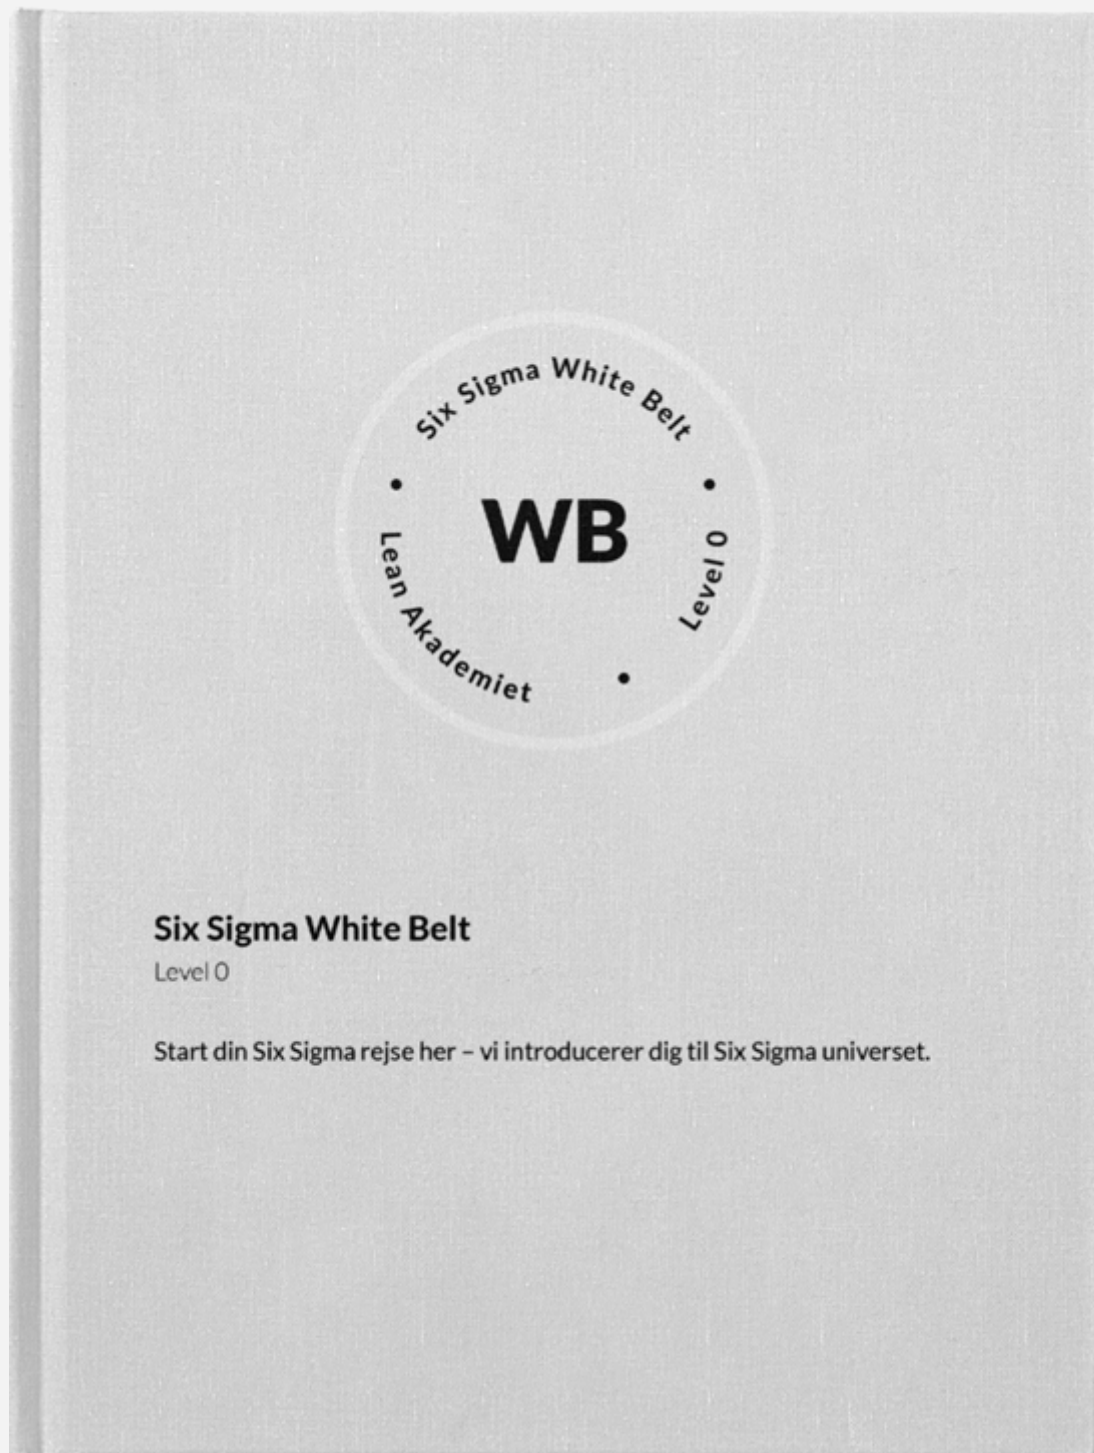 Six Sigma White Belt
Level 0
Lean Akademiet
WB
Six Sigma White Belt
Level 0
Start din Six Sigma rejse her – vi introducerer dig til Six Sigma universet.